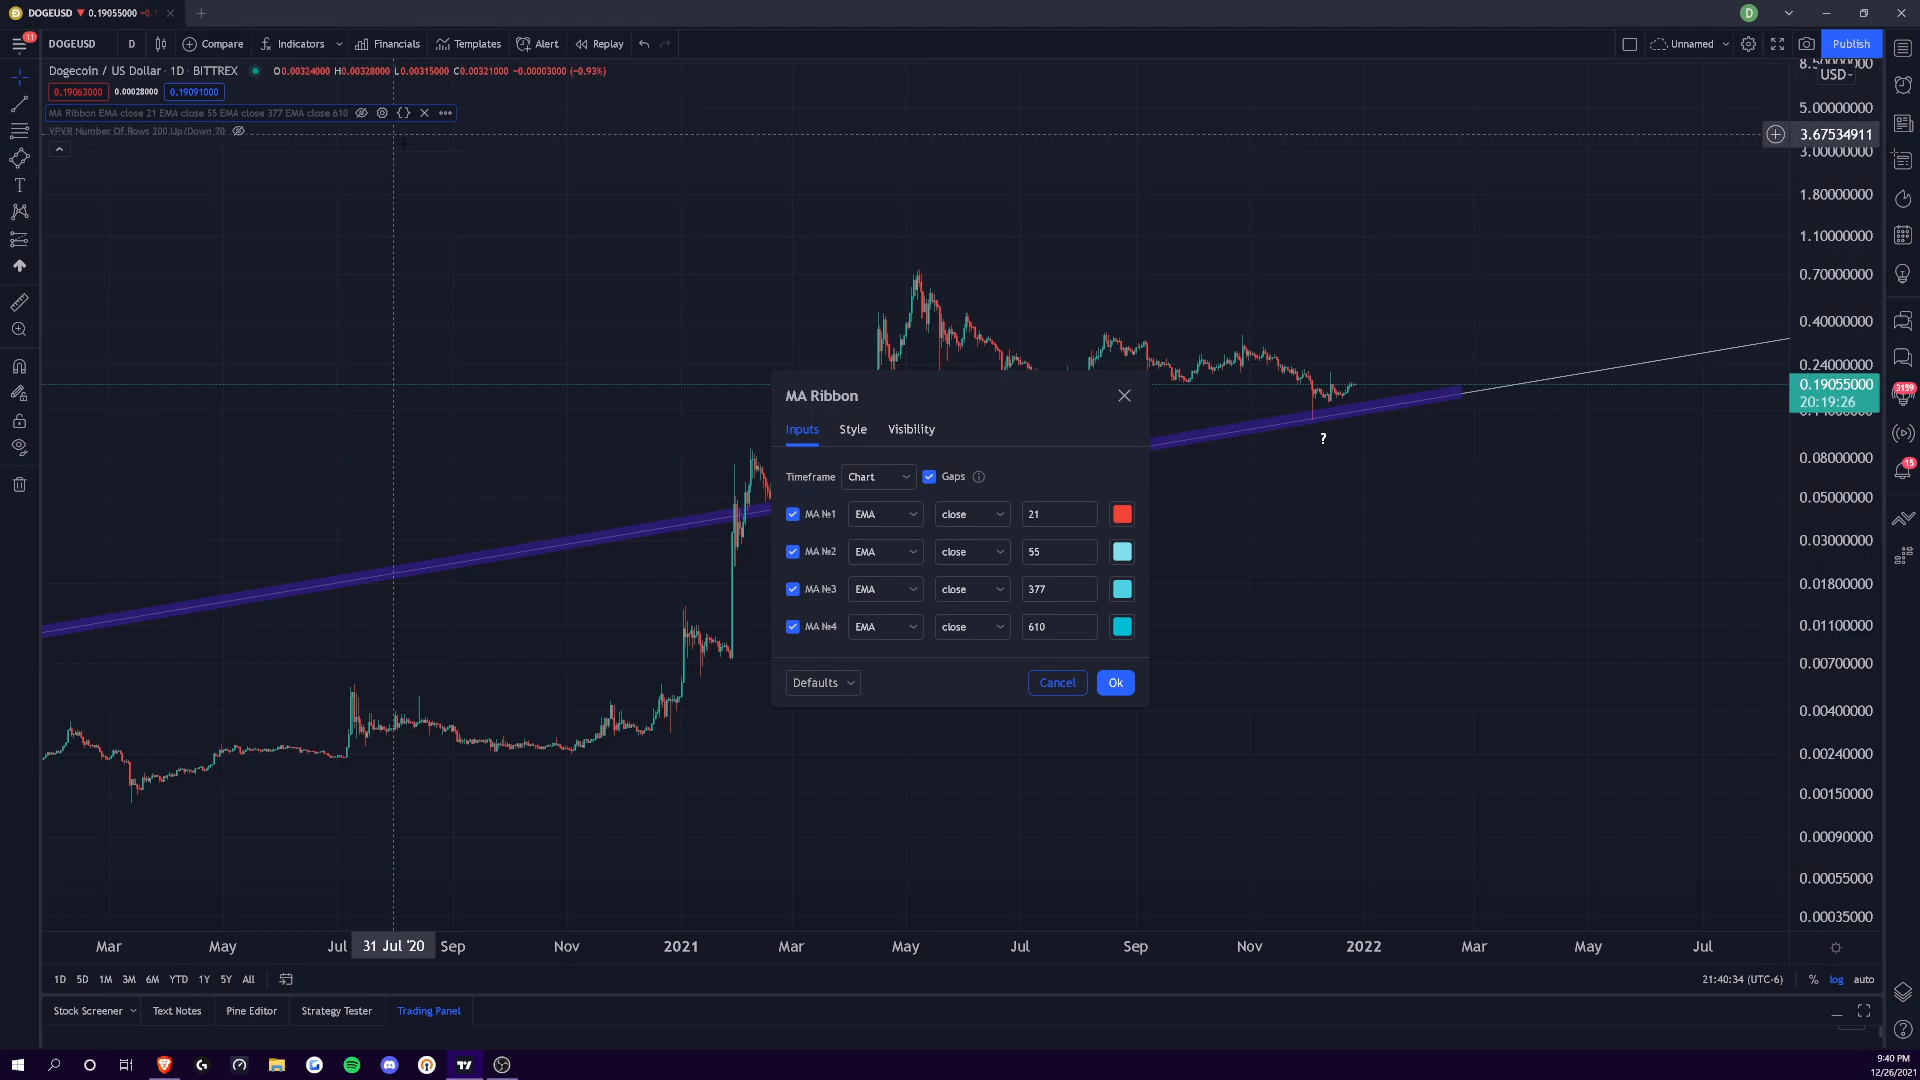 DOGEUSD ▼ 0.19055000 -0.
D
11
DOGEUSD D Compare Indicators Financials Templates Alert Replay Unnamed Publish
Dogecoin / US Dollar · 1D · BITTREX O0.00324000 H0.00328000 L0.00315000 C0.00321000 -0.00003000 (-0.93%)
0.19063000 0.00028000 0.19091000
MA Ribbon EMA close 21 EMA close 55 EMA close 377 EMA close 610
VPVR Number Of Rows 200 Up/Down 70
USD
5.00000000
3.67534911
3.00000000
1.80000000
1.10000000
0.70000000
0.40000000
0.24000000
0.19055000
20:19:26
0.08000000
0.05000000
0.03000000
0.01800000
0.01100000
0.00700000
0.00400000
0.00240000
0.00150000
0.00090000
0.00055000
0.00035000
3159
15
?
MA Ribbon
Inputs Style Visibility
Timeframe Chart Gaps
MA №1 EMA close 21
MA №2 EMA close 55
MA №3 EMA close 377
MA №4 EMA close 610
Defaults Cancel Ok
Mar May Jul 31 Jul '20 Sep Nov 2021 Mar May Jul Sep Nov 2022 Mar May Jul
1D 5D 1M 3M 6M YTD 1Y 5Y All 21:40:34 (UTC-6) % log auto
Stock Screener Text Notes Pine Editor Strategy Tester Trading Panel
9:40 PM
12/26/2021